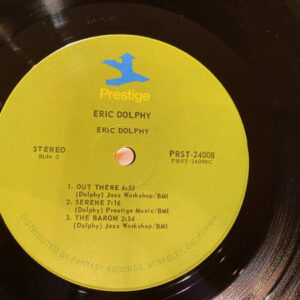 Prestige
ERIC DOLPHY
ERIC DOLPHY
STEREO
Side 3
PRST-24008
PRST-24008C
1. OUT THERE 6:52
(Dolphy) Jazz Workshop/BMI
2. SERENE 7:16
(Dolphy) Prestige Music/BMI
3. THE BARON 2:54
(Dolphy) Jazz Workshop/BMI
DISTRIBUTED BY FANTASY RECORDS, BERKELEY, CALIFORNIA